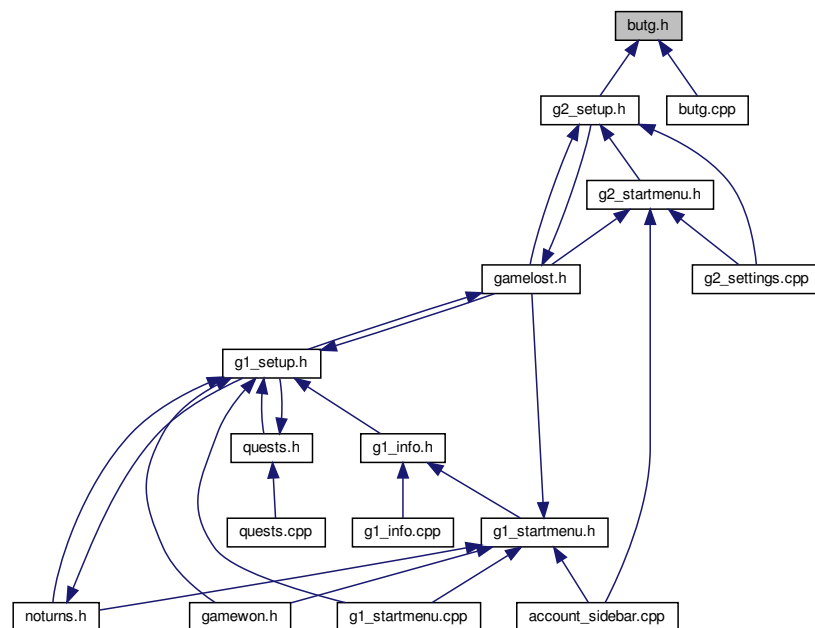 butg.h
g2_setup.h
butg.cpp
g2_startmenu.h
gamelost.h
g2_settings.cpp
g1_setup.h
quests.h
g1_info.h
quests.cpp
g1_info.cpp
g1_startmenu.h
noturns.h
gamewon.h
g1_startmenu.cpp
account_sidebar.cpp